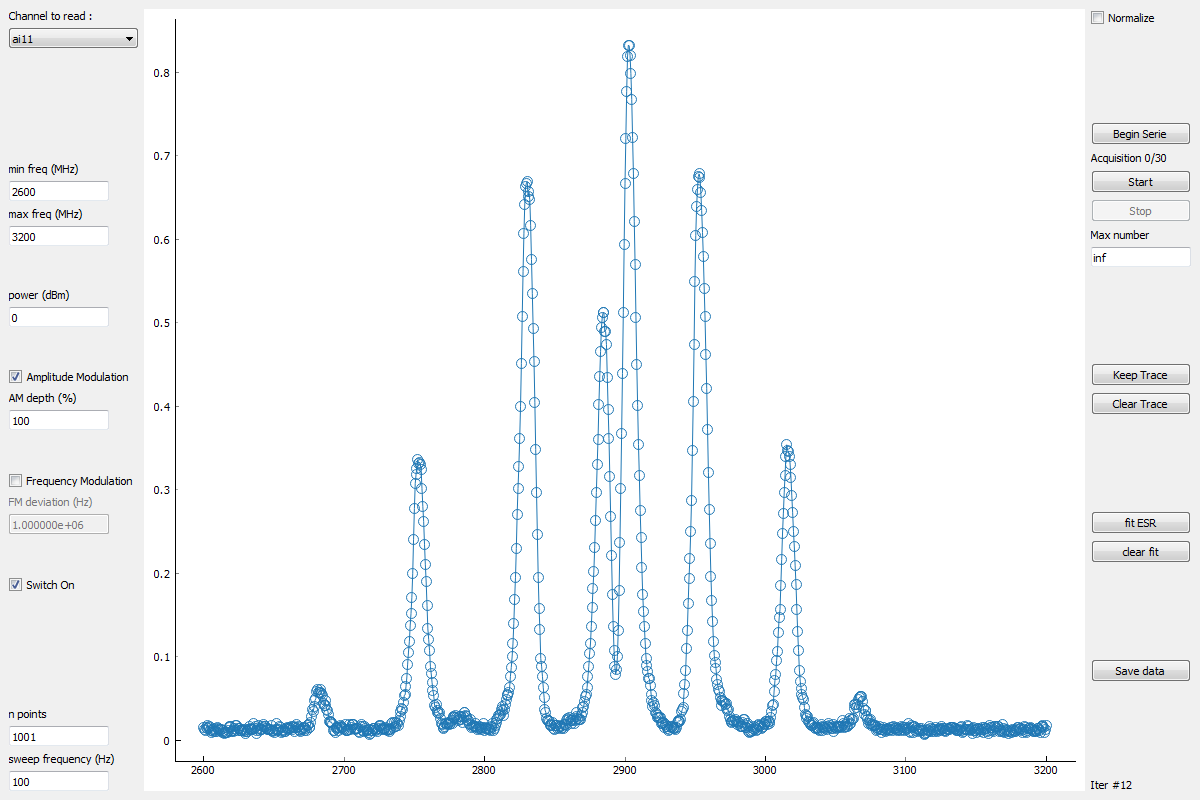 Channel to read :
ai11
min freq (MHz)
2600
max freq (MHz)
3200
power (dBm)
0
Amplitude Modulation
AM depth (%)
100
Frequency Modulation
FM deviation (Hz)
1.000000e+06
Switch On
n points
1001
sweep frequency (Hz)
100
0.8
0.7
0.6
0.5
0.4
0.3
0.2
0.1
0
2600 2700 2800 2900 3000 3100 3200
Normalize
Begin Serie
Acquisition 0/30
Start
Stop
Max number
inf
Keep Trace
Clear Trace
fit ESR
clear fit
Save data
Iter #12